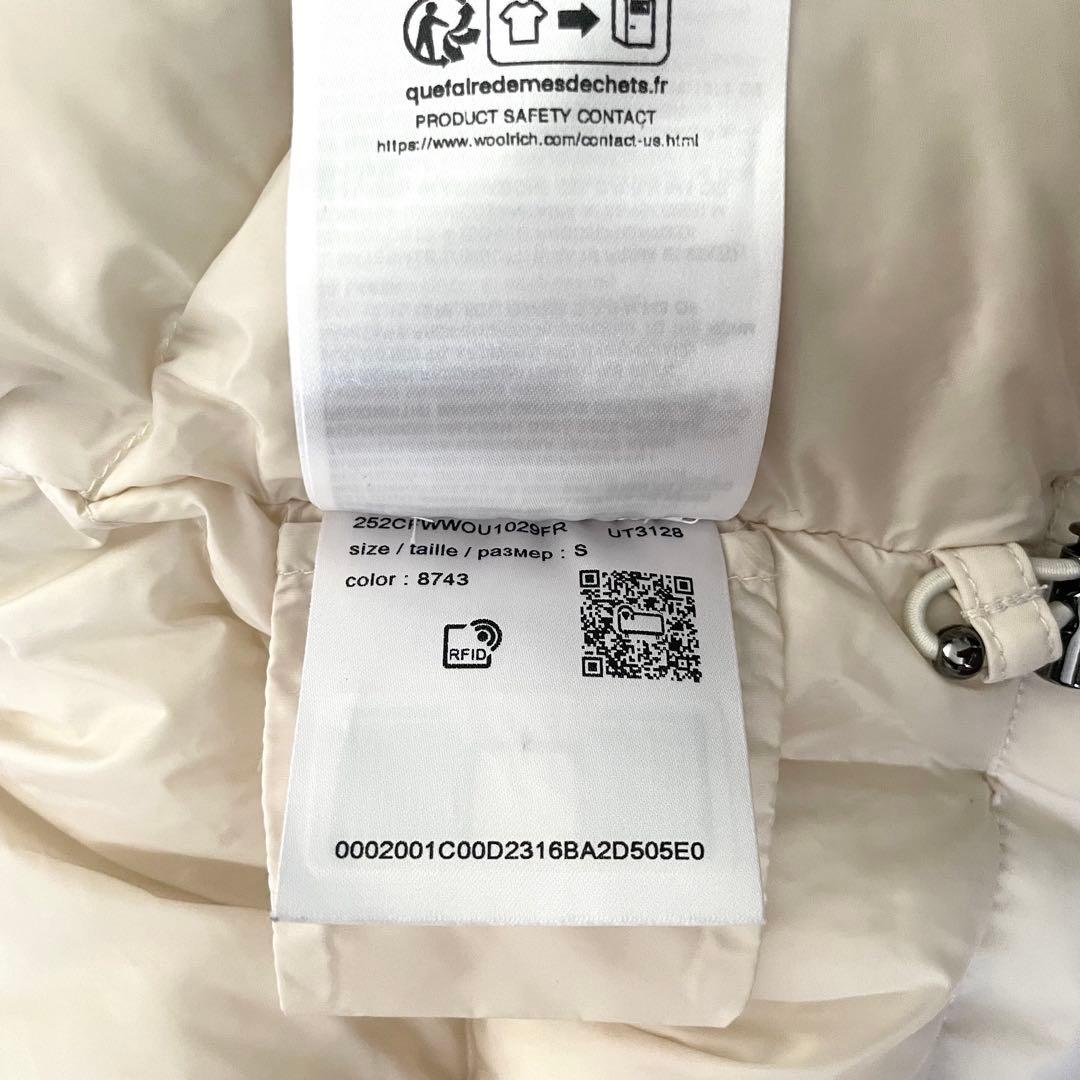 quefairedemesdechets.fr
PRODUCT SAFETY CONTACT
https://www.woolrich.com/contact-us.html
252CFWWOU1029FR UT3128
size / taille / размер : S
color : 8743
RFID
0002001C00D2316BA2D505E0